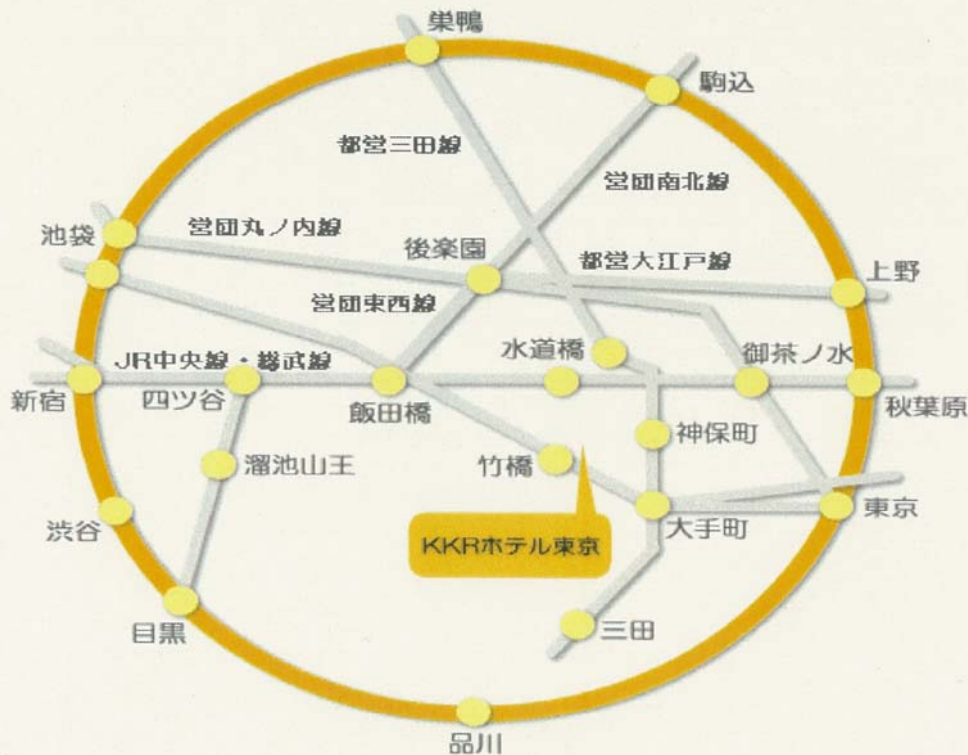 巣鴨
駒込
都営三田線
営団南北線
営団丸ノ内線
池袋
後楽園
都営大江戸線
上野
営団東西線
水道橋
御茶ノ水
JR中央線・総武線
新宿
四ツ谷
飯田橋
秋葉原
神保町
溜池山王
竹橋
渋谷
大手町
東京
KKRホテル東京
目黒
三田
品川